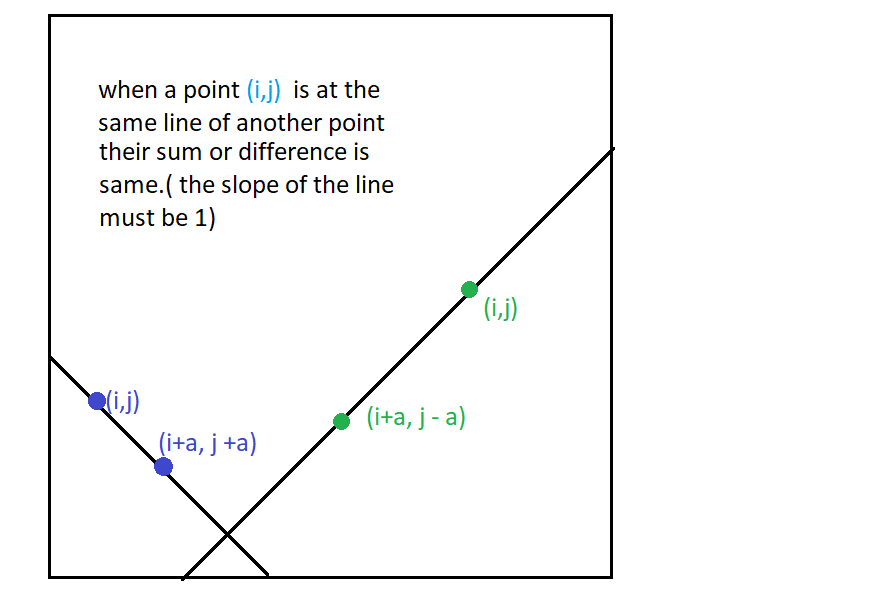 when a point (i,j) is at the
same line of another point
their sum or difference is
same.( the slope of the line
must be 1)
(i,j)
(i,j)
(i+a, j - a)
(i+a, j +a)